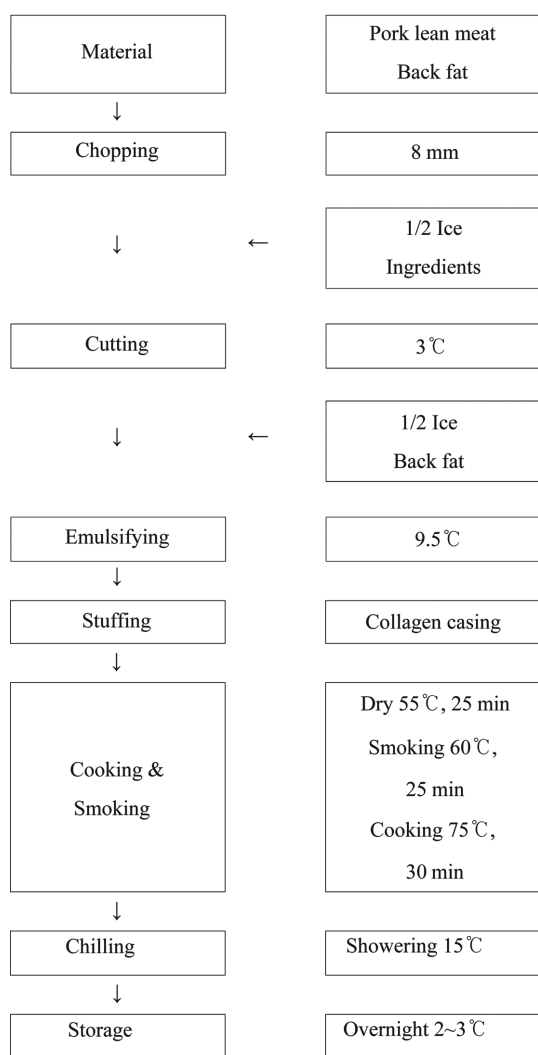 Material
Pork lean meat
Back fat
↓
Chopping
8 mm
↓
←
1/2 Ice
Ingredients
Cutting
3℃
↓
←
1/2 Ice
Back fat
Emulsifying
9.5℃
↓
Stuffing
Collagen casing
↓
Cooking &
Smoking
Dry 55℃, 25 min
Smoking 60℃,
25 min
Cooking 75℃,
30 min
↓
Chilling
Showering 15℃
↓
Storage
Overnight 2~3℃